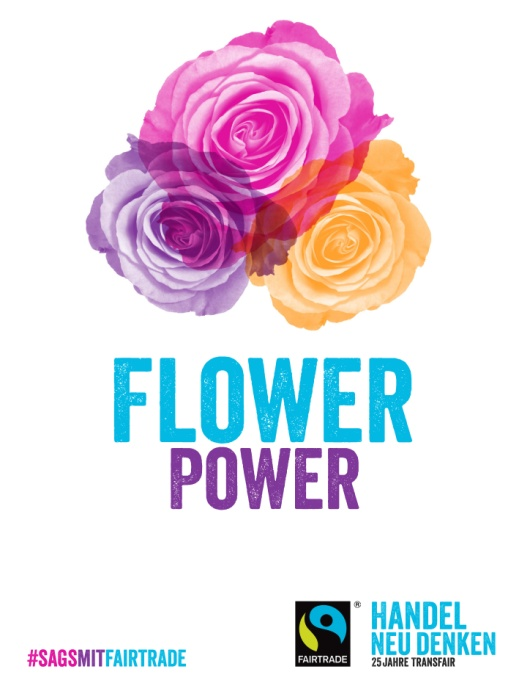 FLOWER
POWER
#SAGSMITFAIRTRADE
FAIRTRADE
®
HANDEL
NEU DENKEN
25 JAHRE TRANSFAIR